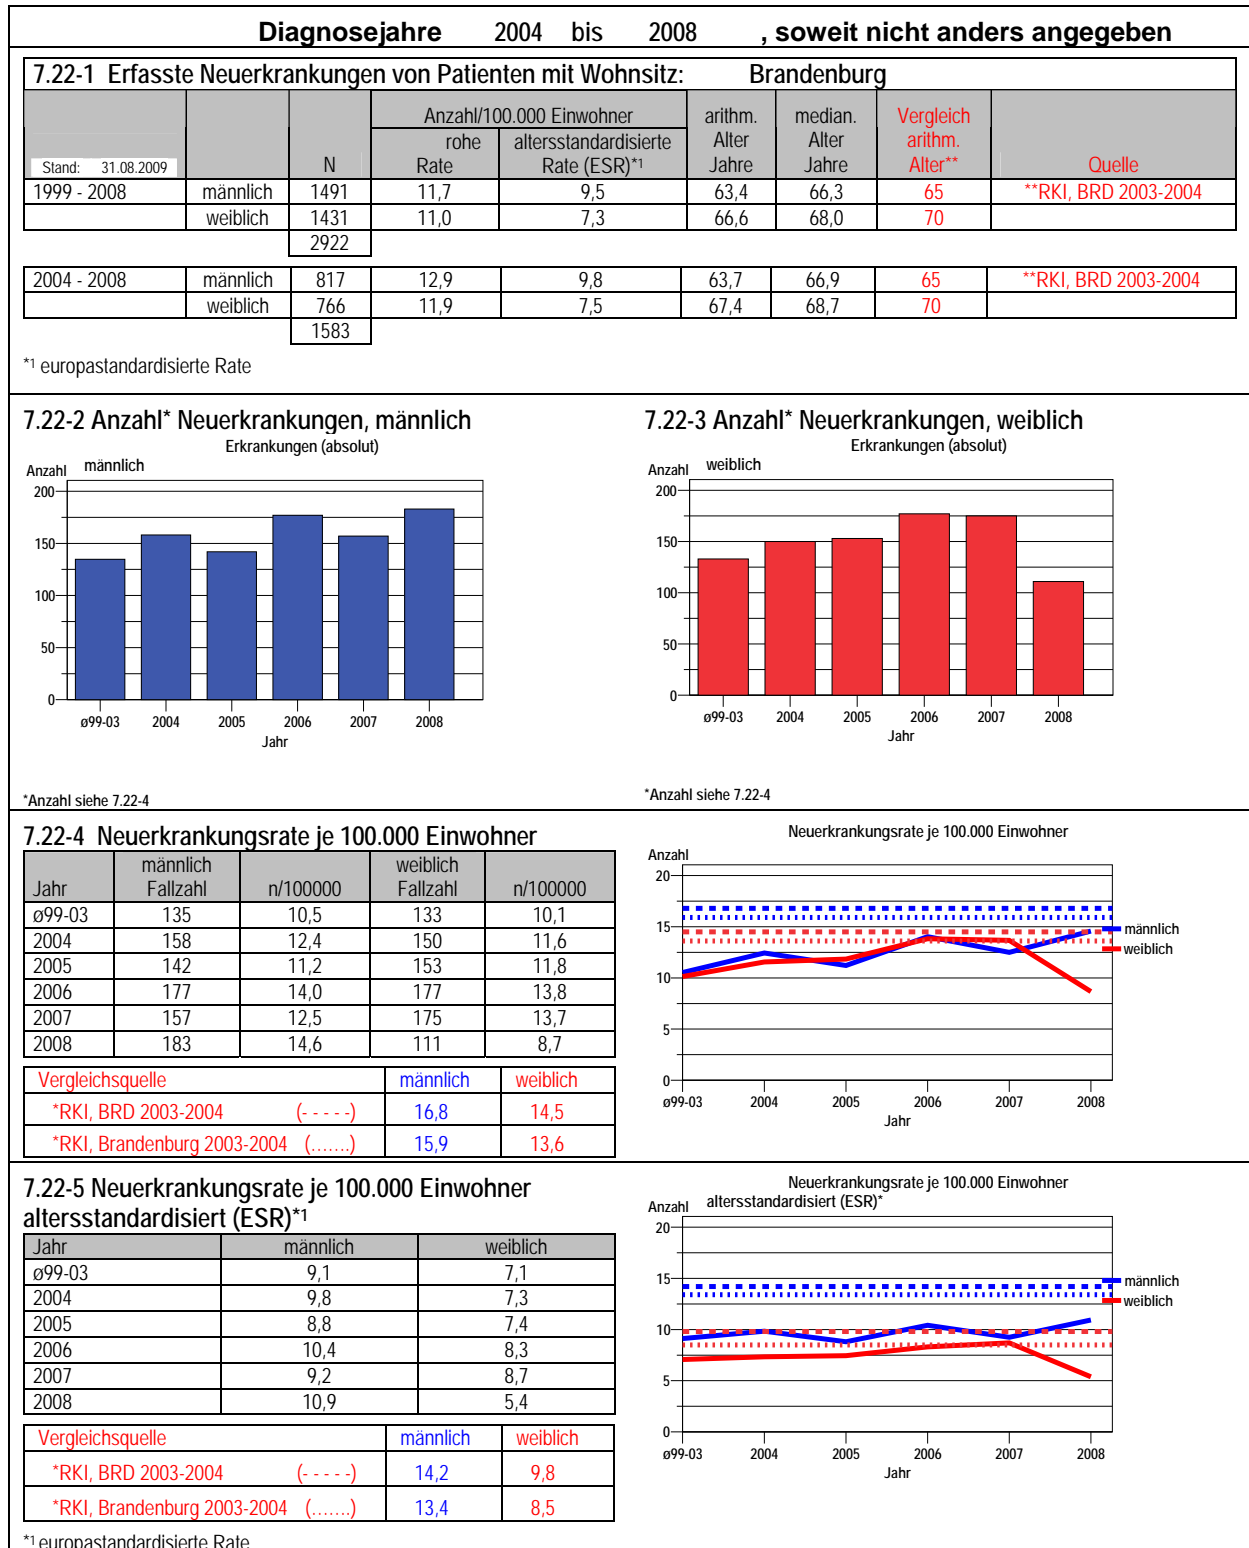 Diagnosejahre 2004 bis 2008 , soweit nicht anders angegeben
7.22-1 Erfasste Neuerkrankungen von Patienten mit Wohnsitz: Brandenburg
Anzahl/100.000 Einwohner arithm. median. Vergleich
rohe altersstandardisierte Alter Alter arithm.
Stand: 31.08.2009 N Rate Rate (ESR)*1 Jahre Jahre Alter** Quelle
1999 - 2008 männlich 1491 11,7 9,5 63,4 66,3 65 **RKI, BRD 2003-2004
weiblich 1431 11,0 7,3 66,6 68,0 70
2922
2004 - 2008 männlich 817 12,9 9,8 63,7 66,9 65 **RKI, BRD 2003-2004
weiblich 766 11,9 7,5 67,4 68,7 70
1583
*1 europastandardisierte Rate
7.22-2 Anzahl* Neuerkrankungen, männlich
Erkrankungen (absolut)
Anzahl männlich
200
150
100
50
0
ø99-03 2004 2005 2006 2007 2008
Jahr
*Anzahl siehe 7.22-4
7.22-3 Anzahl* Neuerkrankungen, weiblich
Erkrankungen (absolut)
Anzahl weiblich
200
150
100
50
0
ø99-03 2004 2005 2006 2007 2008
Jahr
*Anzahl siehe 7.22-4
7.22-4 Neuerkrankungsrate je 100.000 Einwohner
männlich weiblich
Jahr Fallzahl n/100000 Fallzahl n/100000
ø99-03 135 10,5 133 10,1
2004 158 12,4 150 11,6
2005 142 11,2 153 11,8
2006 177 14,0 177 13,8
2007 157 12,5 175 13,7
2008 183 14,6 111 8,7
Vergleichsquelle männlich weiblich
*RKI, BRD 2003-2004 (- - - - -) 16,8 14,5
*RKI, Brandenburg 2003-2004 (.......) 15,9 13,6
Neuerkrankungsrate je 100.000 Einwohner
Anzahl
20
15
10
5
0
männlich
weiblich
ø99-03 2004 2005 2006 2007 2008
Jahr
7.22-5 Neuerkrankungsrate je 100.000 Einwohner
altersstandardisiert (ESR)*1
Jahr männlich weiblich
ø99-03 9,1 7,1
2004 9,8 7,3
2005 8,8 7,4
2006 10,4 8,3
2007 9,2 8,7
2008 10,9 5,4
Vergleichsquelle männlich weiblich
*RKI, BRD 2003-2004 (- - - - -) 14,2 9,8
*RKI, Brandenburg 2003-2004 (.......) 13,4 8,5
*1 europastandardisierte Rate
Neuerkrankungsrate je 100.000 Einwohner
Anzahl altersstandardisiert (ESR)*
20
15
10
5
0
männlich
weiblich
ø99-03 2004 2005 2006 2007 2008
Jahr